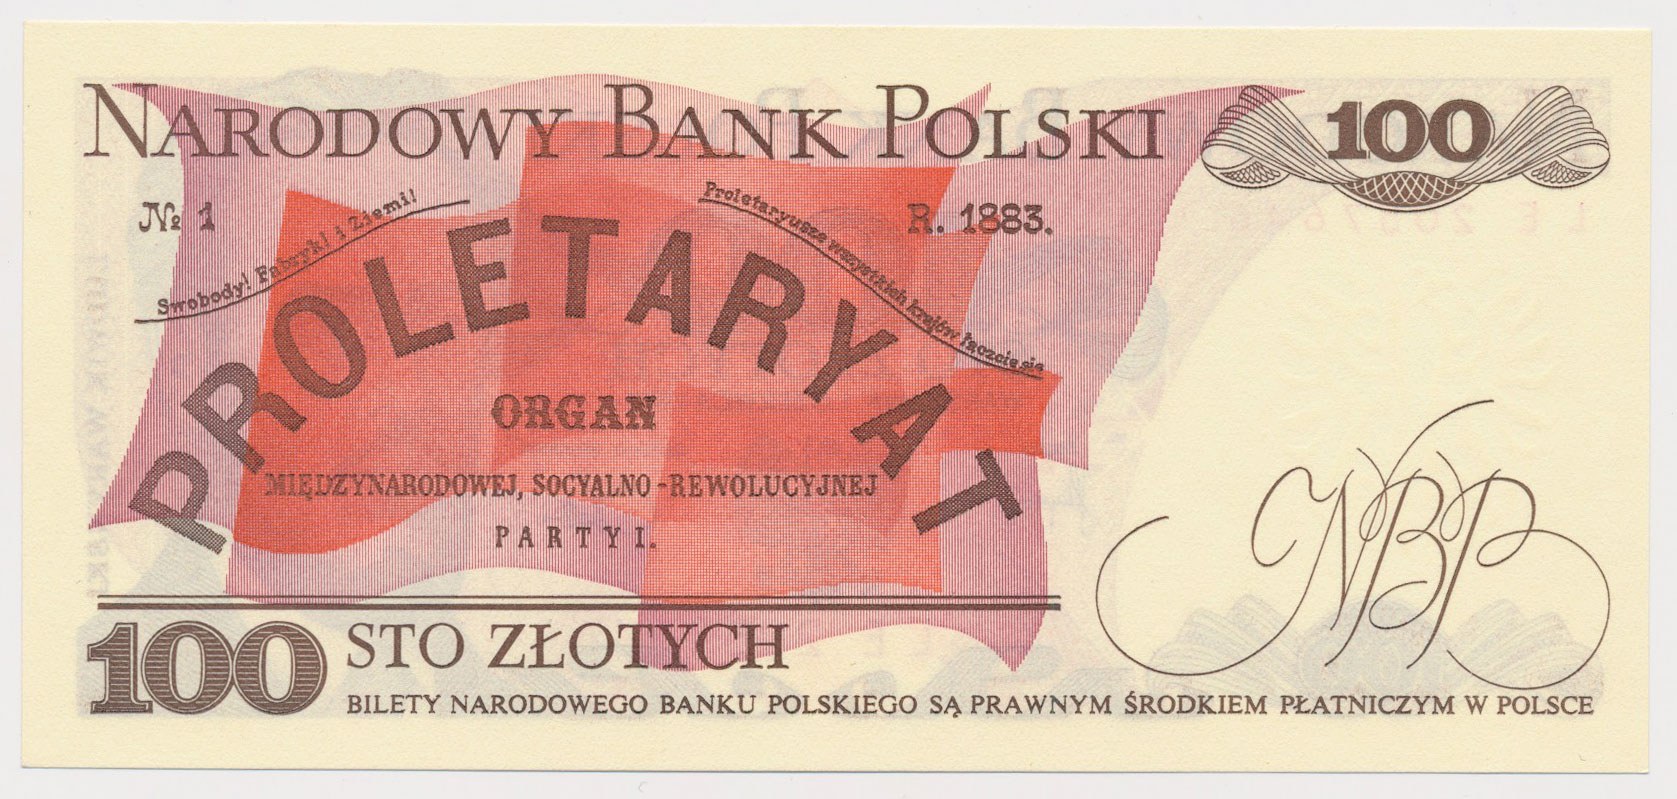 NARODOWY BANK POLSKI
100
№ 1
Swobody! Fabryk! i Ziemi!
Proletaryusze wszystkich krajów łączcie się
R. 1883.
PROLETARYAT
ORGAN
MIĘDZYNARODOWEJ, SOCYALNO-REWOLUCYJNEJ
PARTYI.
NBP
100
STO ZŁOTYCH
BILETY NARODOWEGO BANKU POLSKIEGO SĄ PRAWNYM ŚRODKIEM PŁATNICZYM W POLSCE